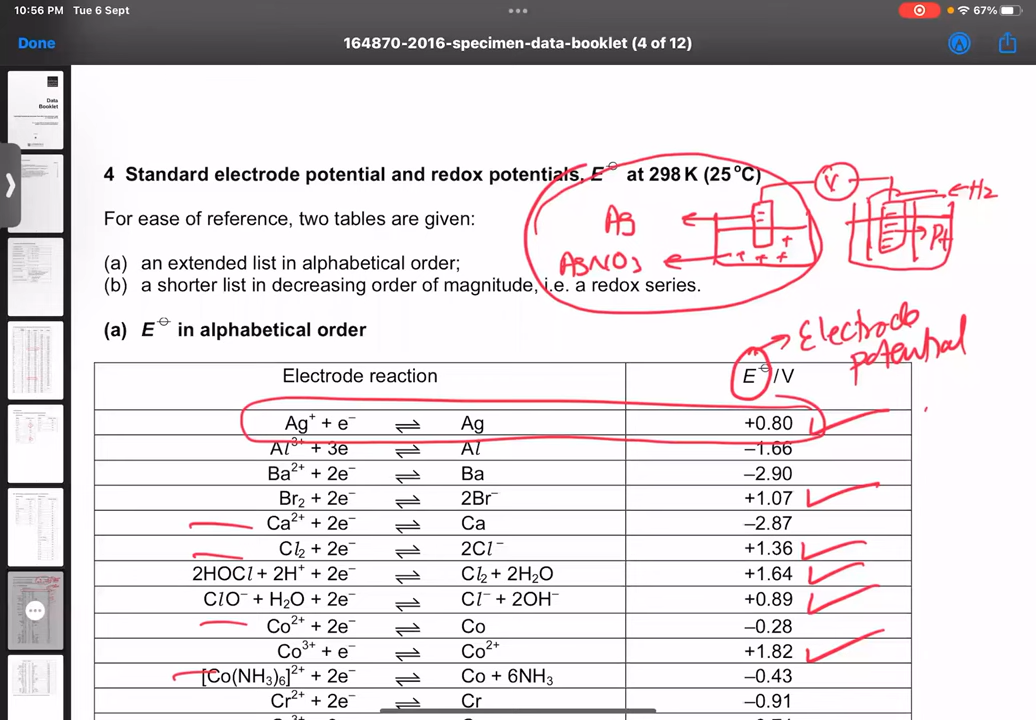 10:56 PM Tue 6 Sept
67%
Done
164870-2016-specimen-data-booklet (4 of 12)
Data
Booklet
4 Standard electrode potential and redox potentials, E⦵ at 298 K (25 °C)
V
H2
Ag
Pt
AgNO3
For ease of reference, two tables are given:
(a) an extended list in alphabetical order;
(b) a shorter list in decreasing order of magnitude, i.e. a redox series.
(a) E⦵ in alphabetical order
Electrode
potential
Electrode reaction E⦵/V
Ag⁺ + e⁻ ⇌ Ag +0.80
Al³⁺ + 3e⁻ ⇌ Al –1.66
Ba²⁺ + 2e⁻ ⇌ Ba –2.90
Br₂ + 2e⁻ ⇌ 2Br⁻ +1.07
Ca²⁺ + 2e⁻ ⇌ Ca –2.87
Cl₂ + 2e⁻ ⇌ 2Cl⁻ +1.36
2HOCl + 2H⁺ + 2e⁻ ⇌ Cl₂ + 2H₂O +1.64
ClO⁻ + H₂O + 2e⁻ ⇌ Cl⁻ + 2OH⁻ +0.89
Co²⁺ + 2e⁻ ⇌ Co –0.28
Co³⁺ + e⁻ ⇌ Co²⁺ +1.82
[Co(NH₃)₆]²⁺ + 2e⁻ ⇌ Co + 6NH₃ –0.43
Cr²⁺ + 2e⁻ ⇌ Cr –0.91